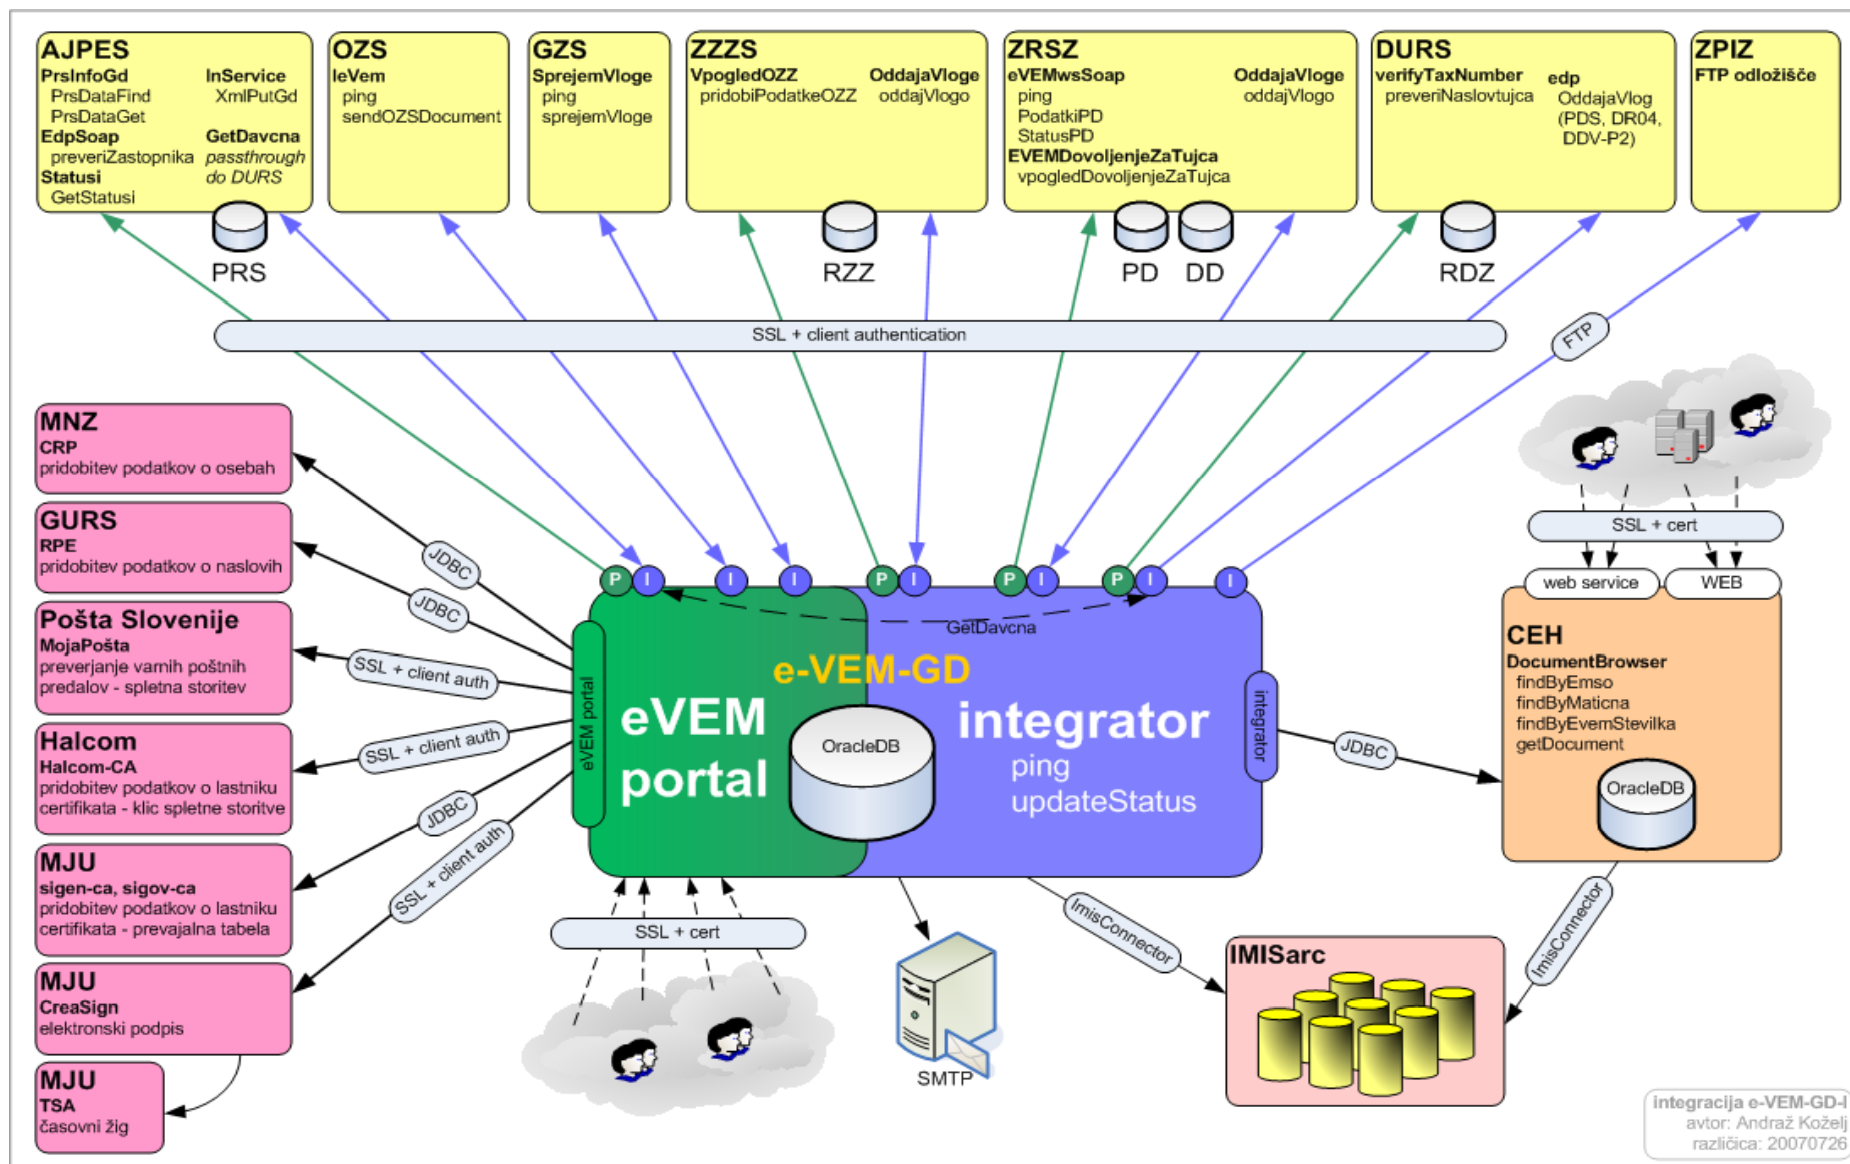 AJPES
PrsInfoGd
PrsDataFind
PrsDataGet
EdpSoap
preveriZastopnika
Statusi
GetStatusi
InService
XmlPutGd
GetDavcna
passthrough
do DURS
PRS
OZS
IeVem
ping
sendOZSDocument
GZS
SprejemVloge
ping
sprejemVloge
ZZZS
VpogledOZZ
pridobiPodatkeOZZ
OddajaVloge
oddajVlogo
RZZ
ZRSZ
eVEMwsSoap
ping
PodatkiPD
StatusPD
EVEMDovoljenjeZaTujca
vpogledDovoljenjeZaTujca
OddajaVloge
oddajVlogo
PD
DD
DURS
verifyTaxNumber
preveriNaslovtujca
edp
OddajaVlog
(PDS, DR04,
DDV-P2)
RDZ
ZPIZ
FTP odložišče
SSL + client authentication
FTP
MNZ
CRP
pridobitev podatkov o osebah
GURS
RPE
pridobitev podatkov o naslovih
Pošta Slovenije
MojaPošta
preverjanje varnih poštnih
predalov - spletna storitev
Halcom
Halcom-CA
pridobitev podatkov o lastniku
certifikata - klic spletne storitve
MJU
sigen-ca, sigov-ca
pridobitev podatkov o lastniku
certifikata - prevajalna tabela
MJU
CreaSign
elektronski podpis
MJU
TSA
časovni žig
JDBC
JDBC
SSL + client auth
SSL + client auth
JDBC
SSL + client auth
P
I
I
I
P
I
P
I
P
I
I
GetDavcna
eVEM portal
e-VEM-GD
eVEM
portal
OracleDB
integrator
ping
updateStatus
integrator
JDBC
SSL + cert
web service
WEB
CEH
DocumentBrowser
findByEmso
findByMaticna
findByEvemStevilka
getDocument
OracleDB
SSL + cert
SMTP
ImisConnector
ImisConnector
IMISarc
integracija e-VEM-GD-I
avtor: Andraž Koželj
različica: 20070726